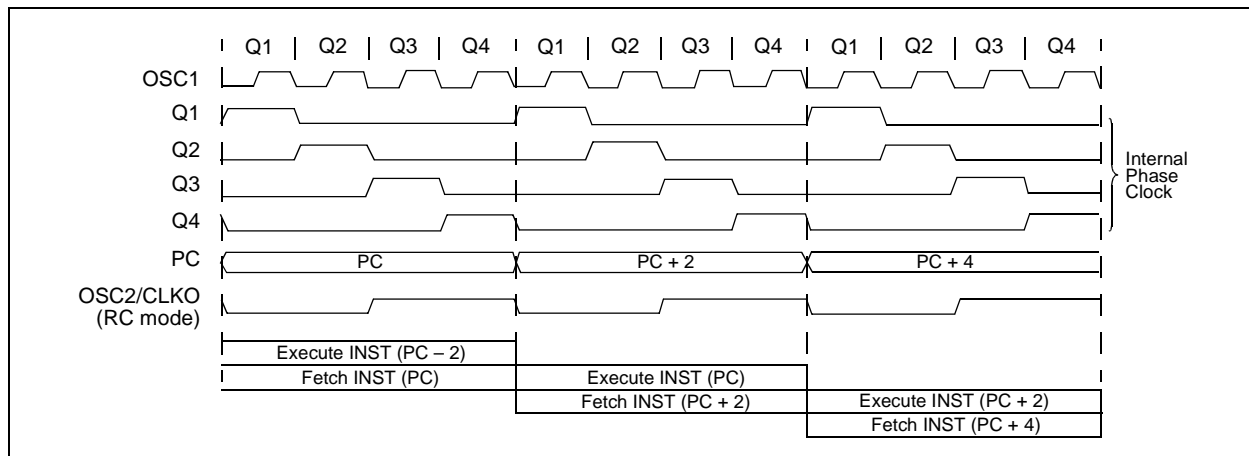 Q1 Q2 Q3 Q4 Q1 Q2 Q3 Q4 Q1 Q2 Q3 Q4
OSC1
Q1
Q2
Q3
Q4
Internal
Phase
Clock
PC PC PC + 2 PC + 4
OSC2/CLKO
(RC mode)
Execute INST (PC – 2)
Fetch INST (PC) Execute INST (PC)
Fetch INST (PC + 2) Execute INST (PC + 2)
Fetch INST (PC + 4)